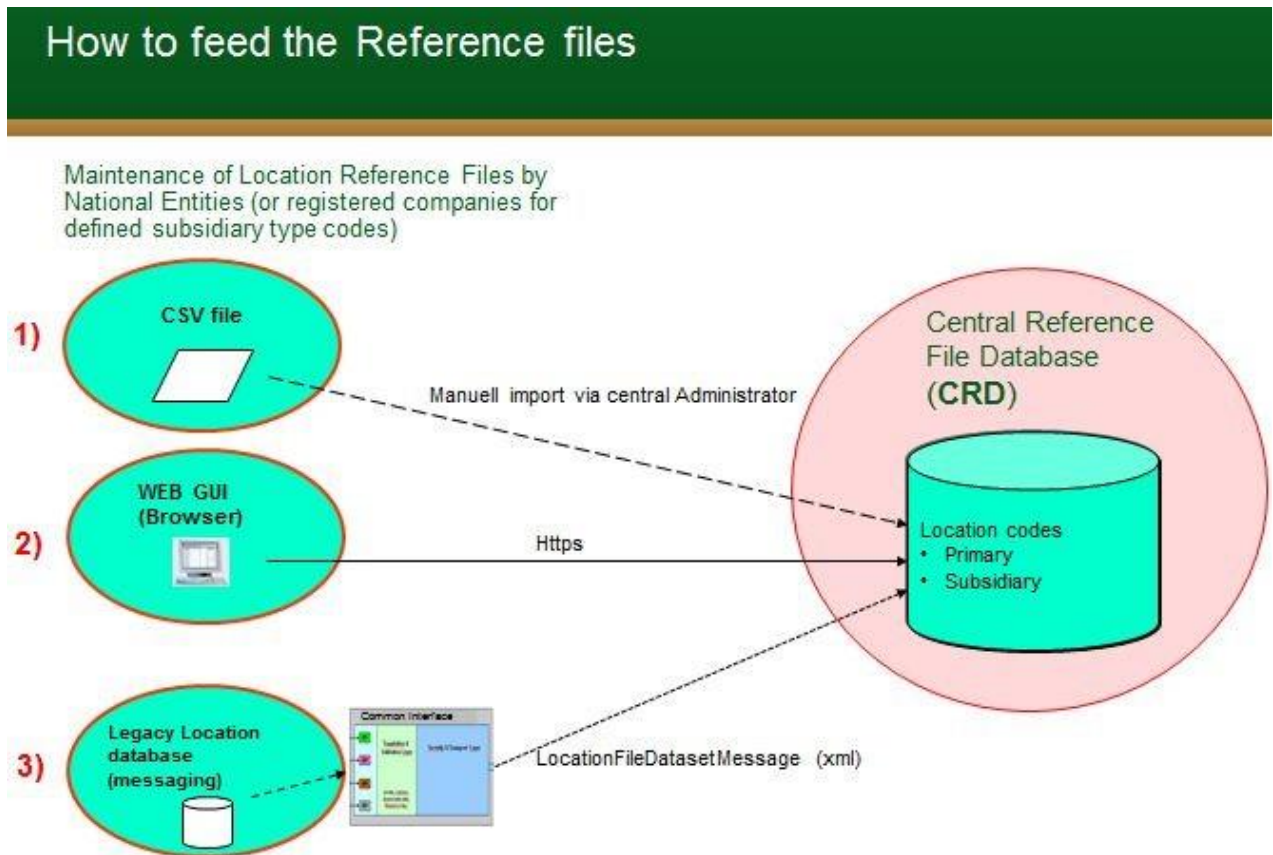 How to feed the Reference files
Maintenance of Location Reference Files by
National Entities (or registered companies for
defined subsidiary type codes)
1)
CSV file
Manuell import via central Administrator
Central Reference
File Database
(CRD)
2)
WEB GUI
(Browser)
Https
Location codes
• Primary
• Subsidiary
3)
Legacy Location
database
(messaging)
Common Interface
LocationFileDatasetMessage (xml)